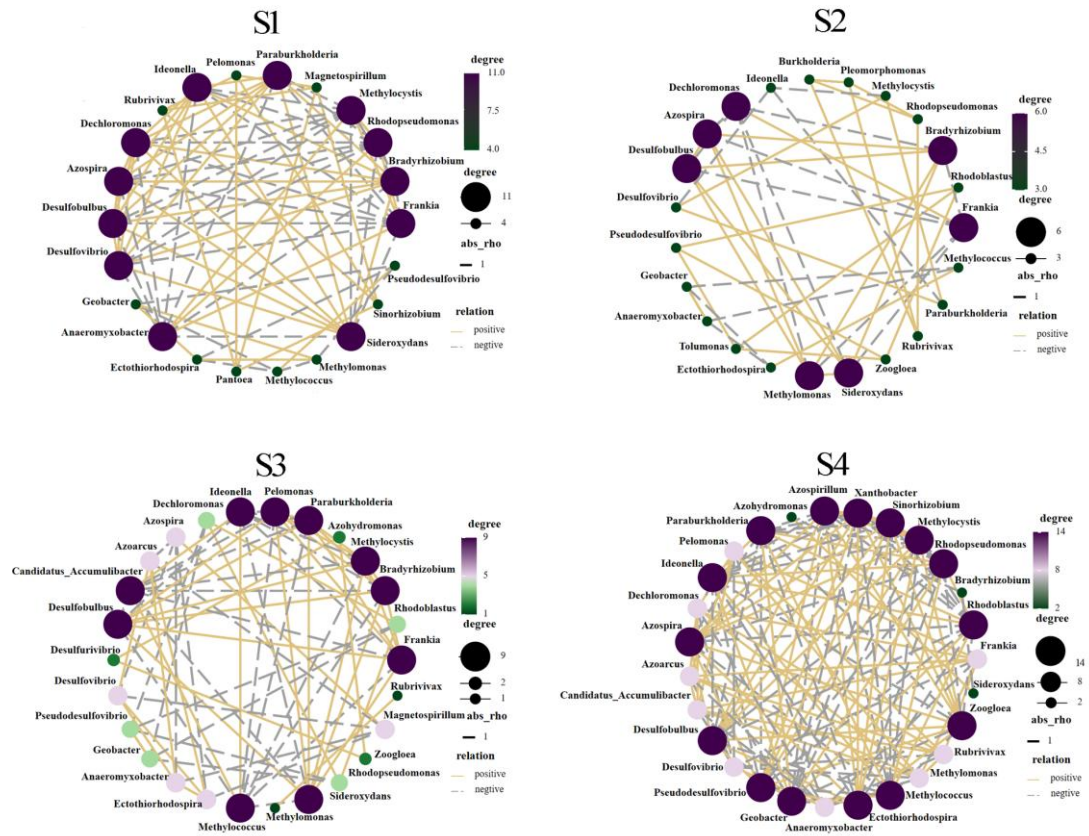 S1
Paraburkholderia
Pelomonas
Magnetospirillum
Ideonella
Methylocystis
Rubrivivax
Rhodopseudomonas
Dechloromonas
Bradyrhizobium
Azospira
Frankia
Desulfobulbus
Desulfovibrio
Pseudodesulfovibrio
Geobacter
Sinorhizobium
Anaeromyxobacter
Sideroxydans
Ectothiorhodospira
Methylomonas
Pantoea
Methylococcus
degree
11.0
7.5
4.0
degree
11
4
abs_rho
1
relation
positive
negtive
S2
Burkholderia
Pleomorphomonas
Ideonella
Methylocystis
Dechloromonas
Rhodopseudomonas
Azospira
Bradyrhizobium
Desulfobulbus
Rhodoblastus
Desulfovibrio
Frankia
Pseudodesulfovibrio
Methylococcus
Geobacter
Paraburkholderia
Anaeromyxobacter
Rubrivivax
Tolumonas
Zoogloea
Ectothiorhodospira
Methylomonas
Sideroxydans
degree
6.0
4.5
3.0
degree
6
3
abs_rho
1
relation
positive
negtive
S3
Ideonella
Pelomonas
Dechloromonas
Paraburkholderia
Azospira
Azohydromonas
Azoarcus
Methylocystis
Candidatus_Accumulibacter
Bradyrhizobium
Desulfobulbus
Rhodoblastus
Frankia
Desulfurivibrio
Rubrivivax
Desulfovibrio
Magnetospirillum
Pseudodesulfovibrio
Zoogloea
Geobacter
Rhodopseudomonas
Anaeromyxobacter
Sideroxydans
Ectothiorhodospira
Methylomonas
Methylococcus
degree
9
5
1
degree
9
2
1
abs_rho
1
relation
positive
negtive
S4
Azospirillum
Xanthobacter
Azohydromonas
Sinorhizobium
Paraburkholderia
Methylocystis
Pelomonas
Rhodopseudomonas
Ideonella
Bradyrhizobium
Dechloromonas
Rhodoblastus
Azospira
Frankia
Azoarcus
Sideroxydans
Candidatus_Accumulibacter
Zoogloea
Desulfobulbus
Rubrivivax
Desulfovibrio
Methylomonas
Pseudodesulfovibrio
Methylococcus
Geobacter
Ectothiorhodospira
Anaeromyxobacter
degree
14
8
2
degree
14
8
2
abs_rho
1
relation
positive
negtive